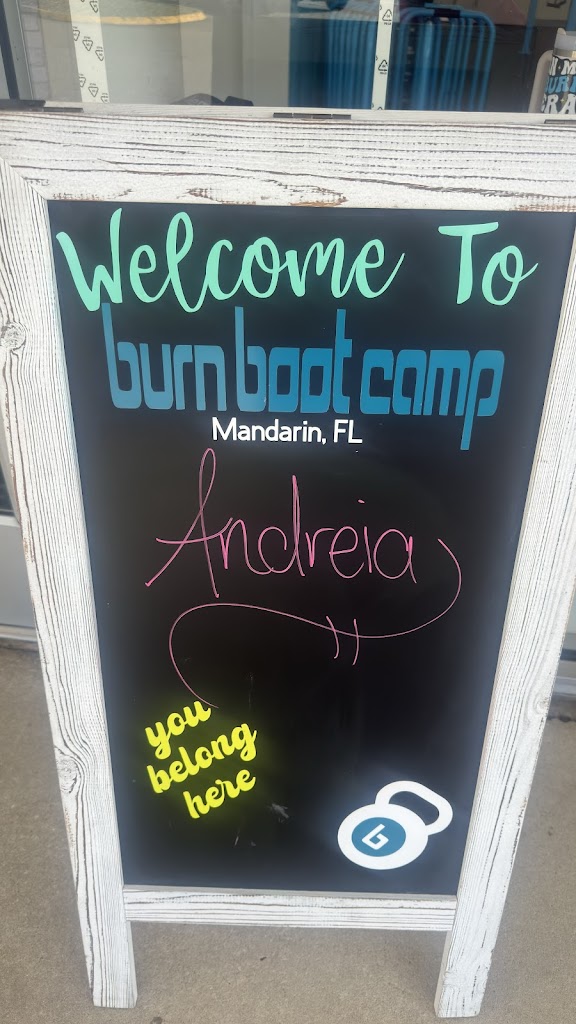 Welcome To
burn boot camp
Mandarin, FL
Andreia
you
belong
here
b